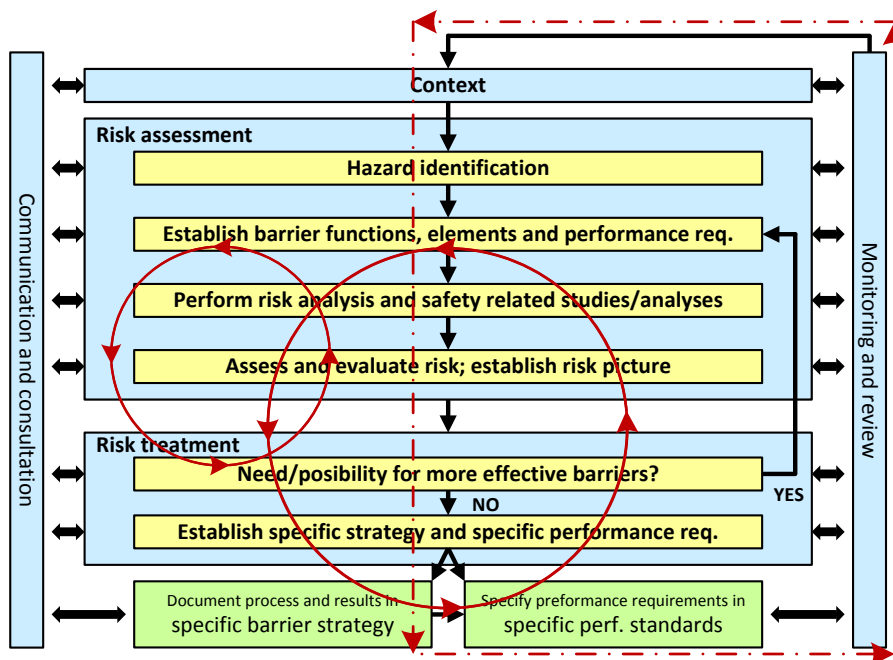 Context
Risk assessment
Hazard identification
Establish barrier functions, elements and performance req.
Perform risk analysis and safety related studies/analyses
Assess and evaluate risk; establish risk picture
Risk treatment
Need/posibility for more effective barriers?
YES
NO
Establish specific strategy and specific performance req.
Document process and results in
specific barrier strategy
Specify preformance requirements in
specific perf. standards
Communication and consultation
Monitoring and review